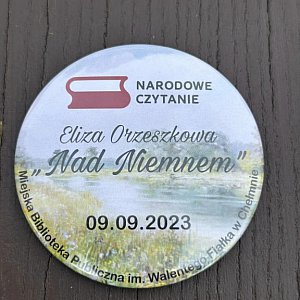 NARODOWE
CZYTANIE
Eliza Orzeszkowa
„Nad Niemnem”
09.09.2023
Miejska Biblioteka Publiczna im. Walentego Fiałka w Chełmnie